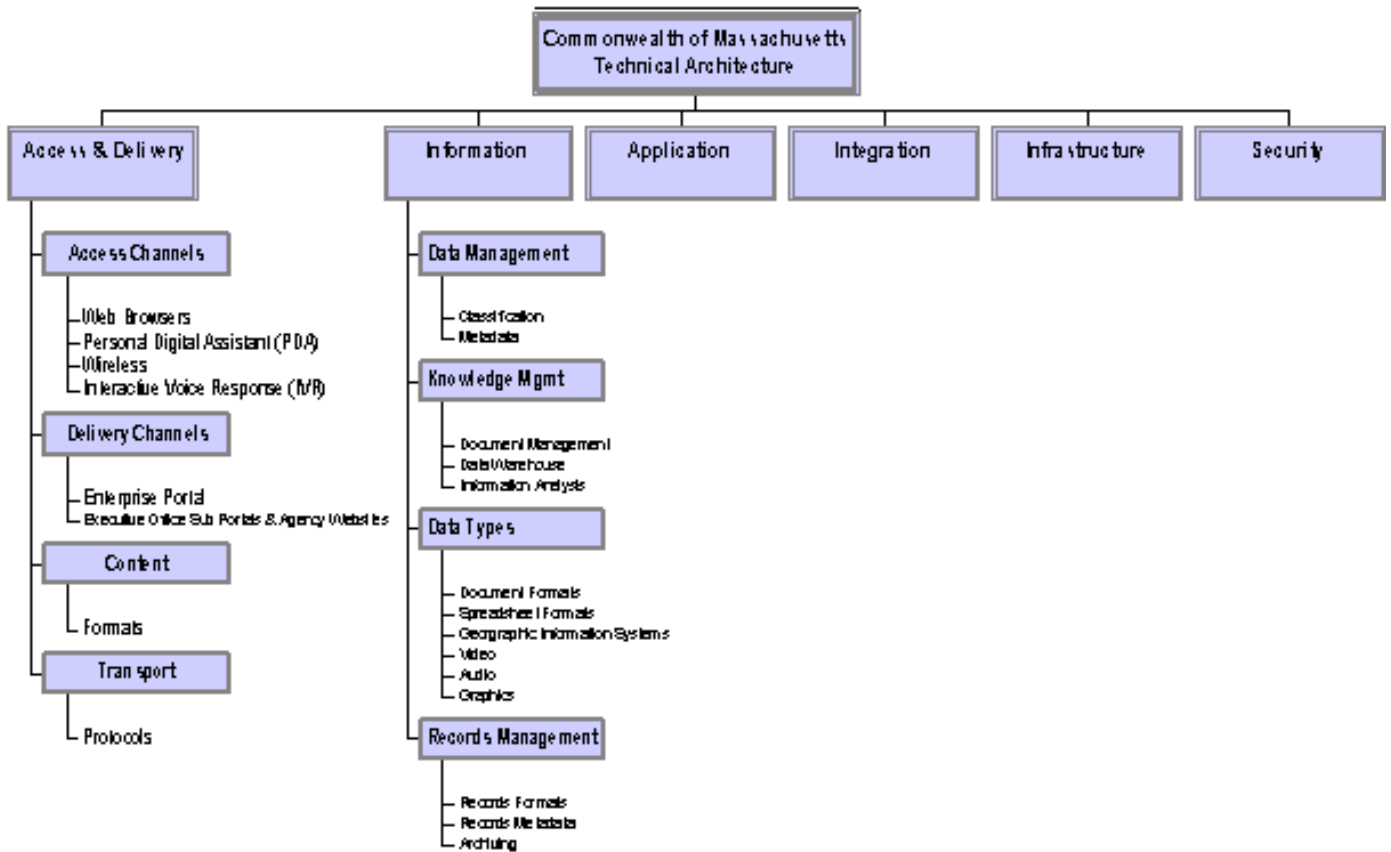 Commonwealth of Massachusetts
Technical Architecture
Access & Delivery
Information
Application
Integration
Infrastructure
Security
Access Channels
Web Browsers
Personal Digital Assistant (PDA)
Wireless
Interactive Voice Response (IVR)
Delivery Channels
Enterprise Portal
Executive Office Sub Portals & Agency Websites
Content
Formats
Transport
Protocols
Data Management
Classification
Metadata
Knowledge Mgmt
Document Management
Data Warehouse
Information Analysis
Data Types
Document Formats
Spreadsheet Formats
Geographic Information Systems
Video
Audio
Graphics
Records Management
Records Formats
Records Metadata
Archiving